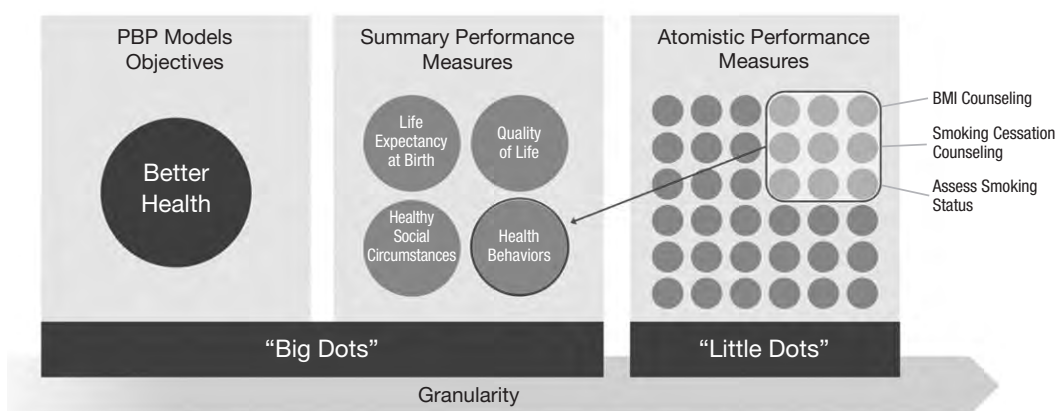 PBP Models
Objectives
Better
Health
Summary Performance
Measures
Life
Expectancy
at Birth
Quality
of Life
Healthy
Social
Circumstances
Health
Behaviors
Atomistic Performance
Measures
BMI Counseling
Smoking Cessation
Counseling
Assess Smoking
Status
“Big Dots”
“Little Dots”
Granularity